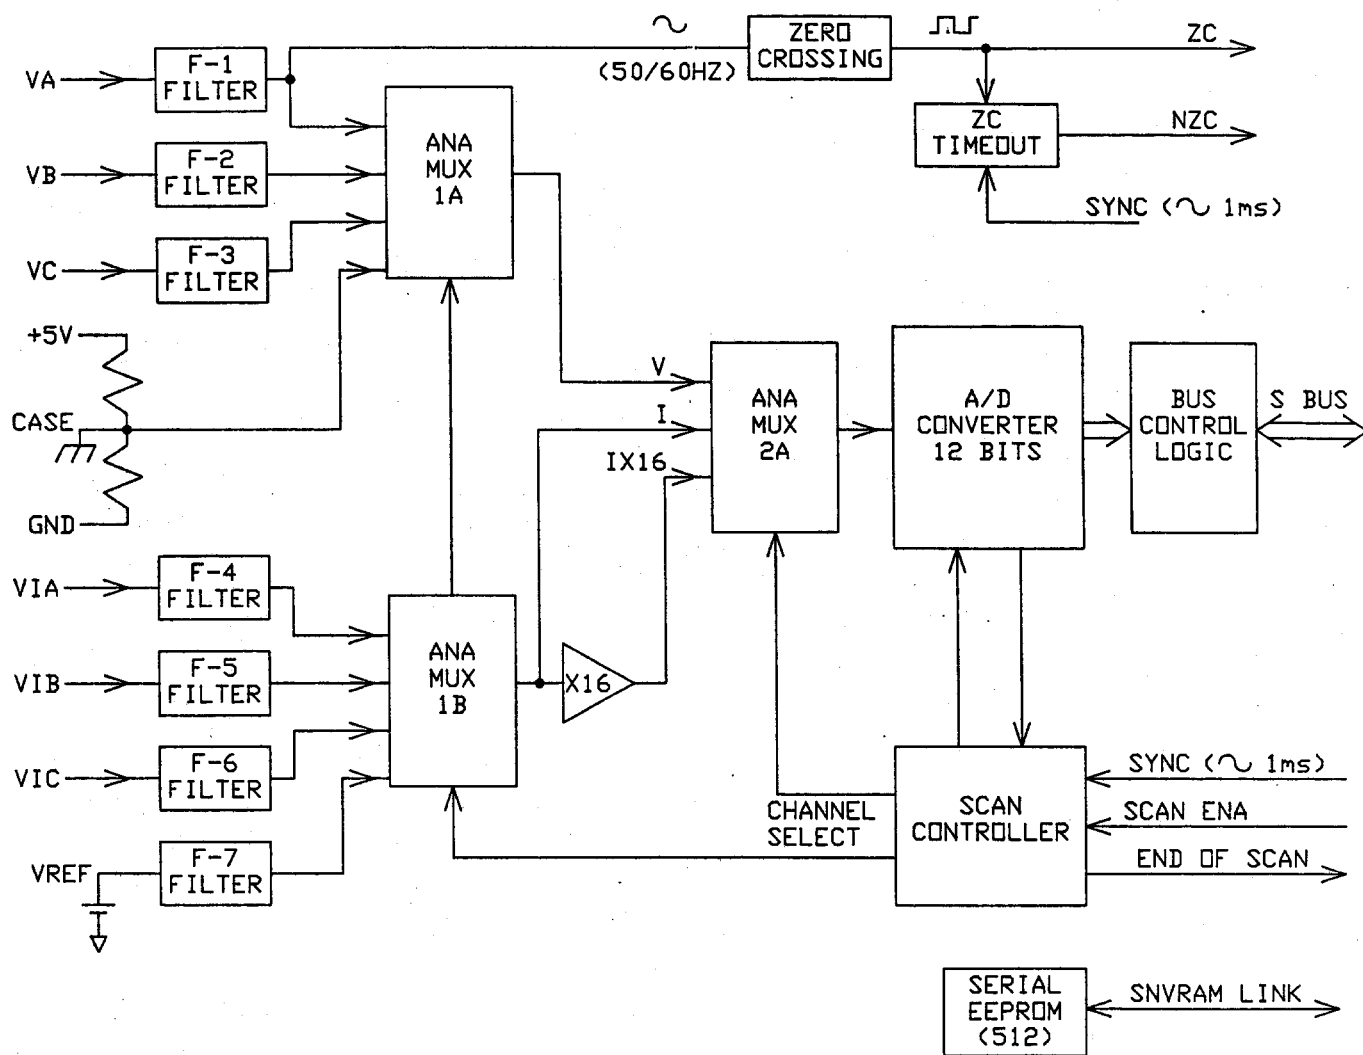 ZERO
CROSSING
(50/60HZ)
ZC
VA
F-1
FILTER
ANA
MUX
1A
ZC
TIMEOUT
NZC
VB
F-2
FILTER
SYNC (~ 1ms)
VC
F-3
FILTER
+5V
CASE
GND
V
I
IX16
ANA
MUX
2A
A/D
CONVERTER
12 BITS
BUS
CONTROL
LOGIC
S BUS
VIA
F-4
FILTER
VIB
F-5
FILTER
ANA
MUX
1B
X16
VIC
F-6
FILTER
VREF
F-7
FILTER
CHANNEL
SELECT
SCAN
CONTROLLER
SYNC (~ 1ms)
SCAN ENA
END OF SCAN
SERIAL
EEPROM
(512)
SNVRAM LINK